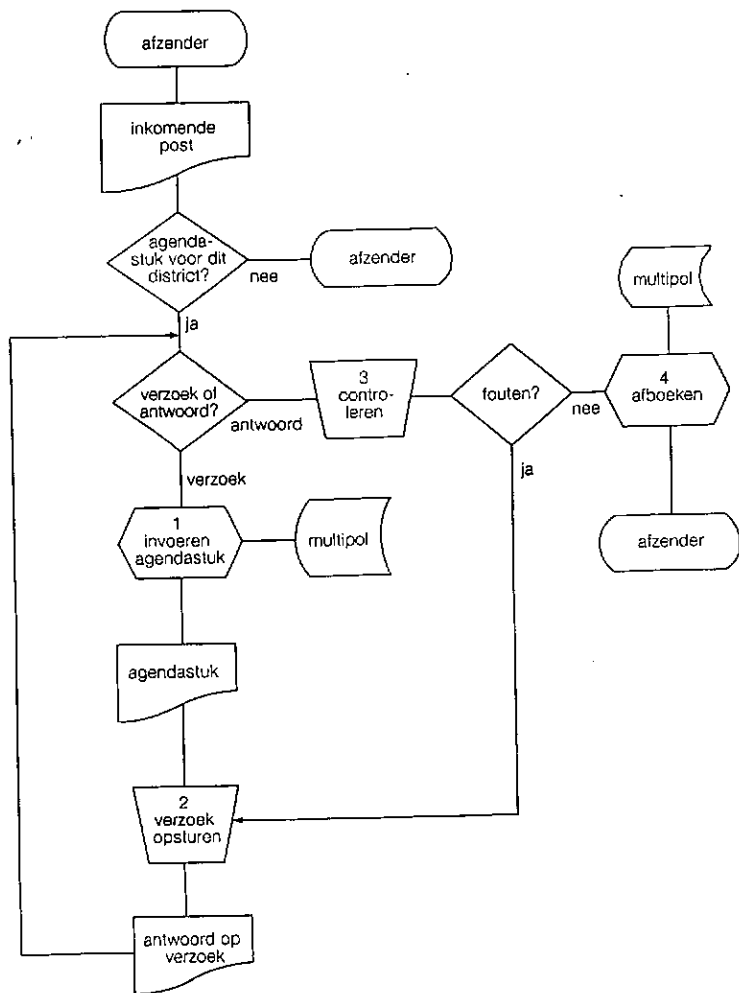 afzender
inkomende
post
agenda-
stuk voor dit
district?
nee
afzender
ja
verzoek of
antwoord?
antwoord
3
contro-
leren
fouten?
nee
ja
multipol
4
afboeken
afzender
verzoek
1
invoeren
agendastuk
multipol
agendastuk
2
verzoek
opsturen
antwoord op
verzoek